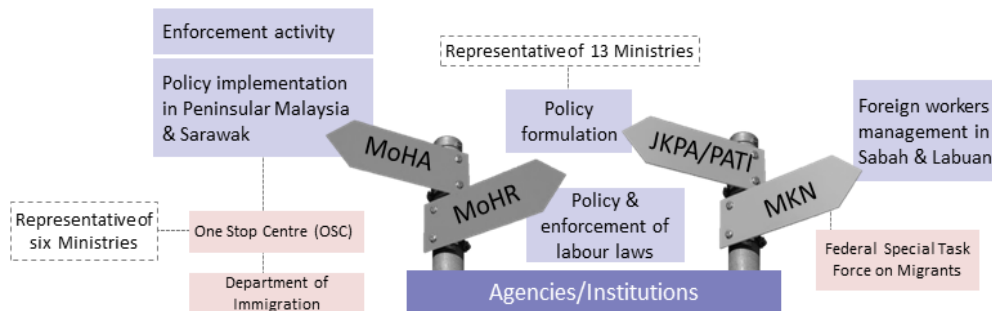 Enforcement activity
Policy implementation
in Peninsular Malaysia
& Sarawak
Representative of
six Ministries
One Stop Centre (OSC)
Department of
Immigration
MoHA
MoHR
Representative of 13 Ministries
Policy
formulation
Policy &
enforcement of
labour laws
JKPA/PATI
MKN
Foreign workers
management in
Sabah & Labuan
Federal Special Task
Force on Migrants
Agencies/Institutions